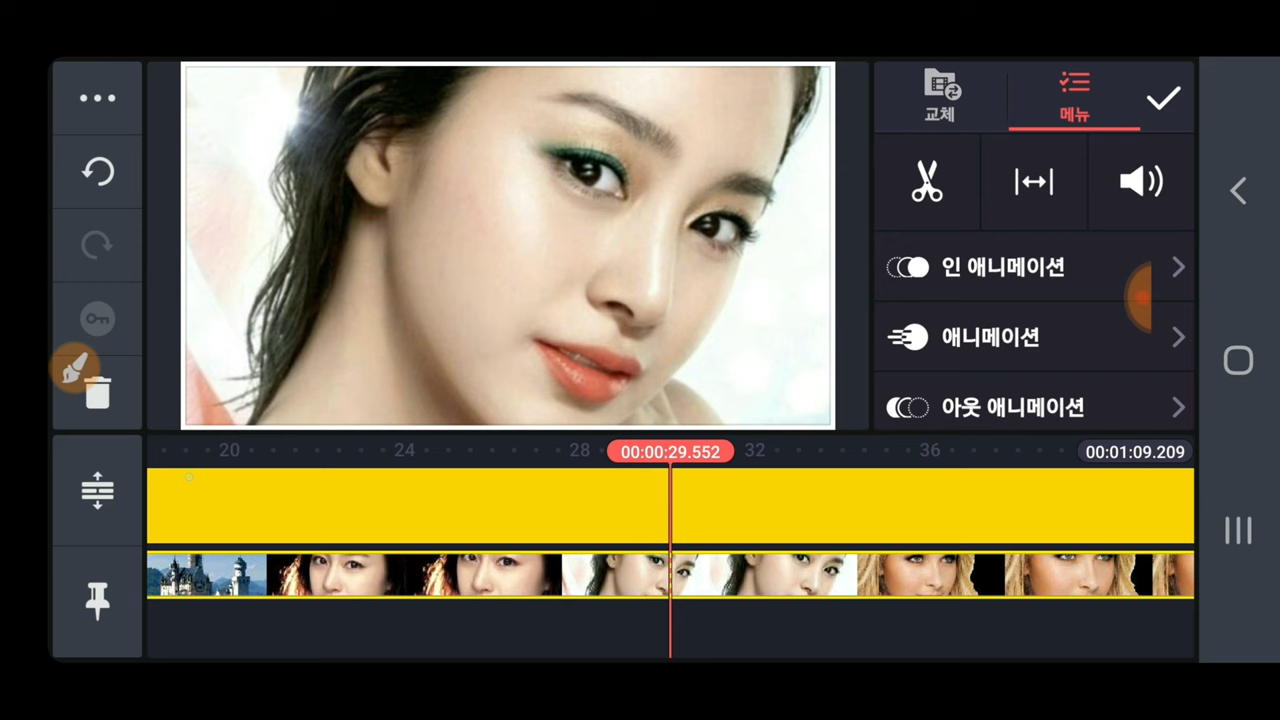 교체
메뉴
인 애니메이션
애니메이션
아웃 애니메이션
20
24
28
00:00:29.552
32
36
00:01:09.209